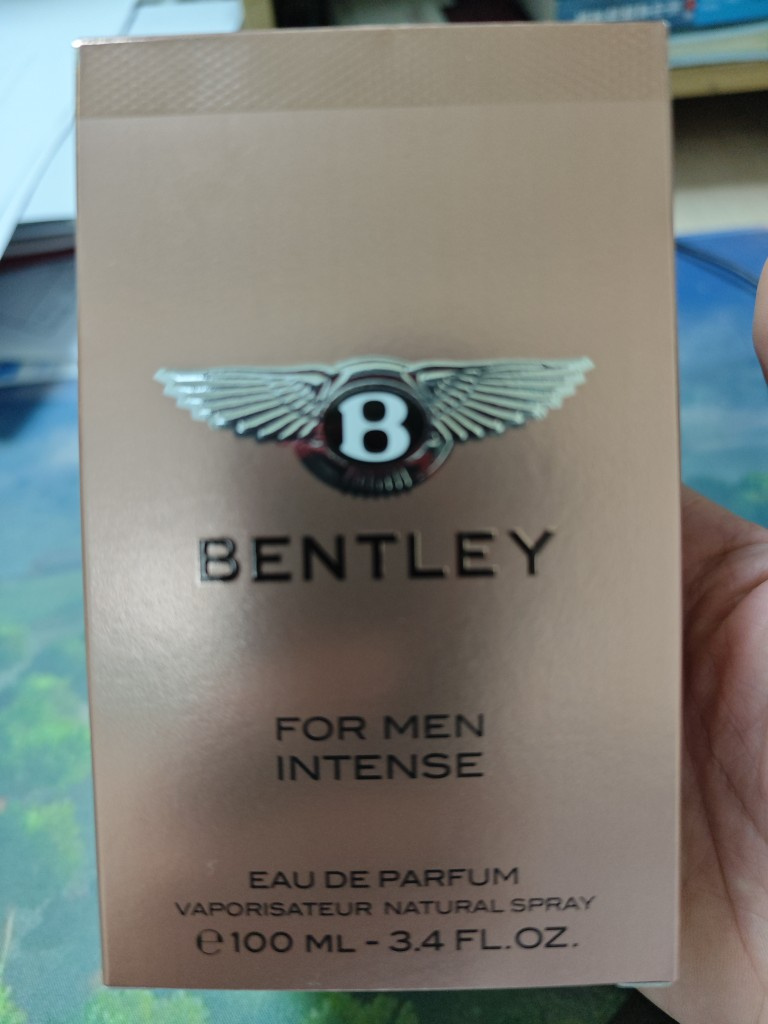 B
BENTLEY
FOR MEN
INTENSE
EAU DE PARFUM
VAPORISATEUR NATURAL SPRAY
℮ 100 ML - 3.4 FL.OZ.